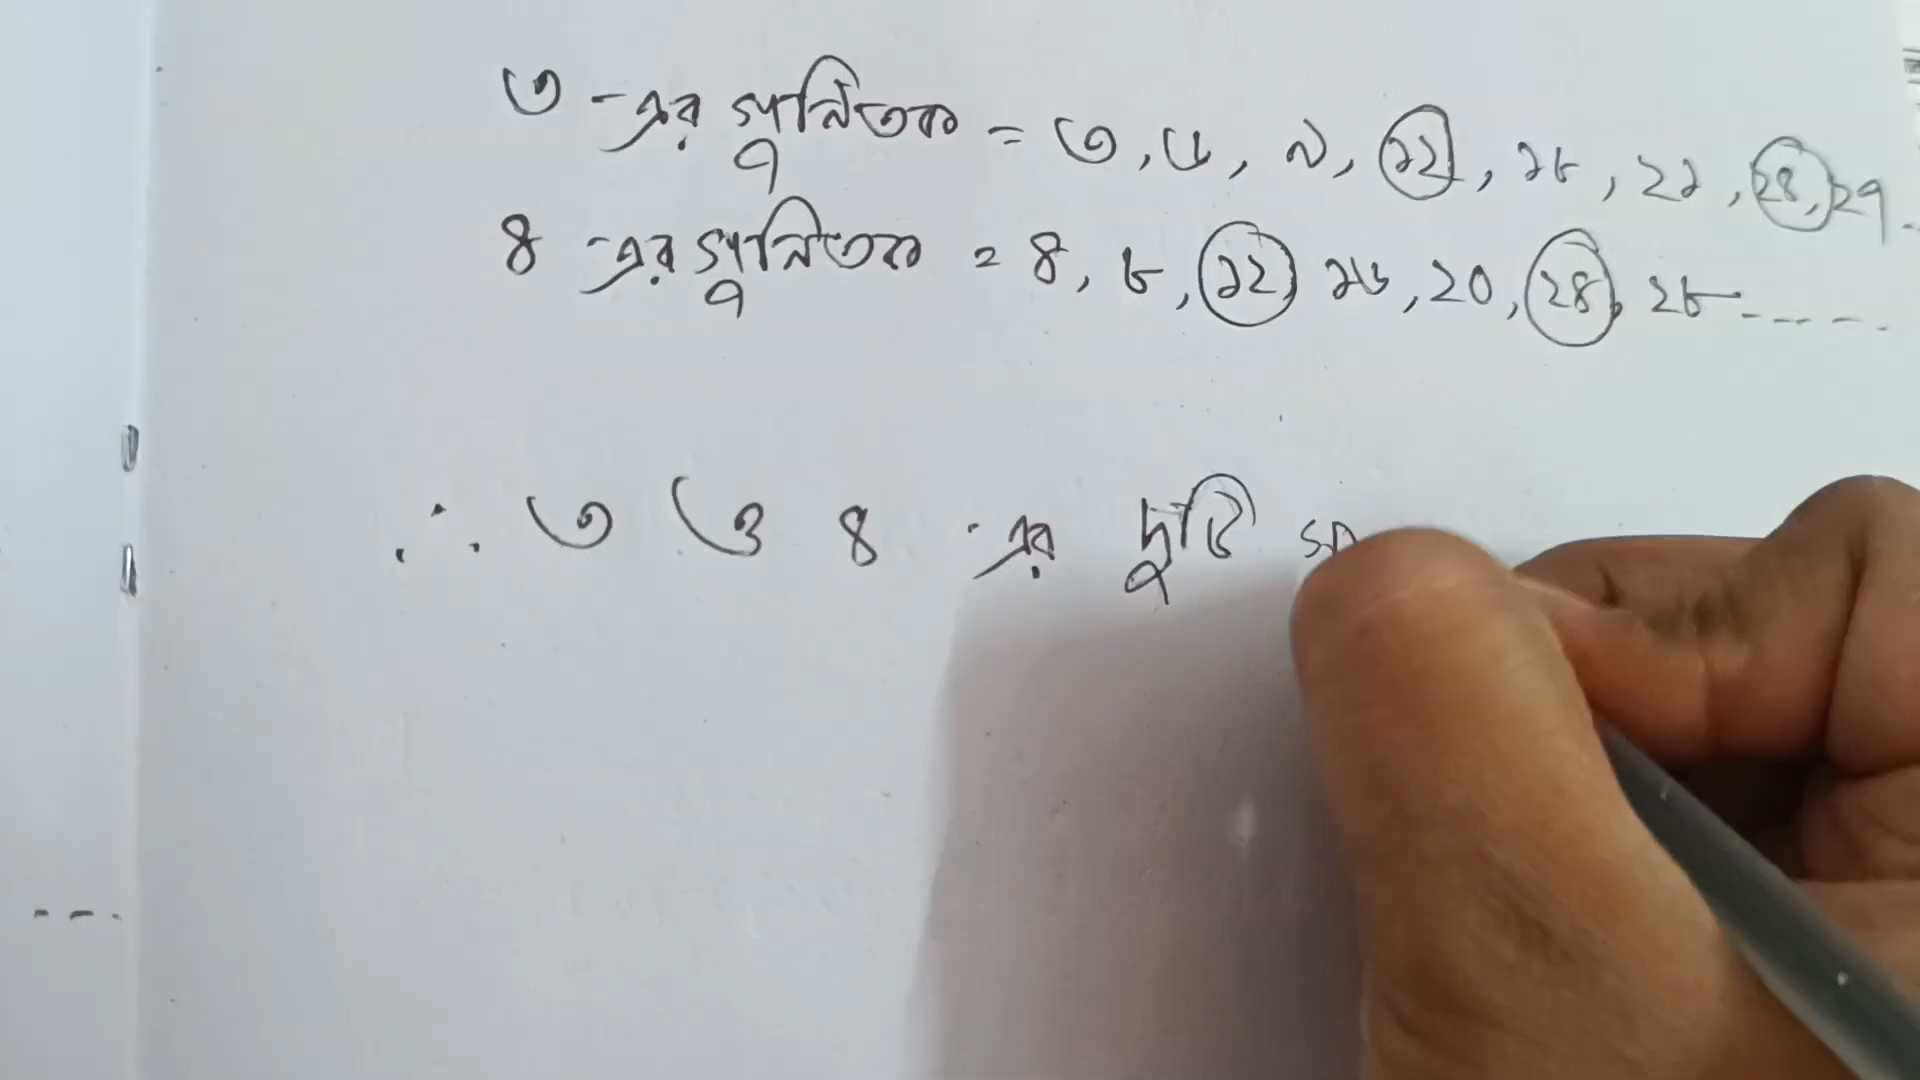 ৩ -এর গুনিতক = ৩, ৬, ৯, ১২, ১৮, ২১, ২৪, ২৭..
৪ -এর গুনিতক = ৪, ৮, ১২, ১৬, ২০, ২৪, ২৮-----
∴ ৩ ও ৪ -এর দুটি
---